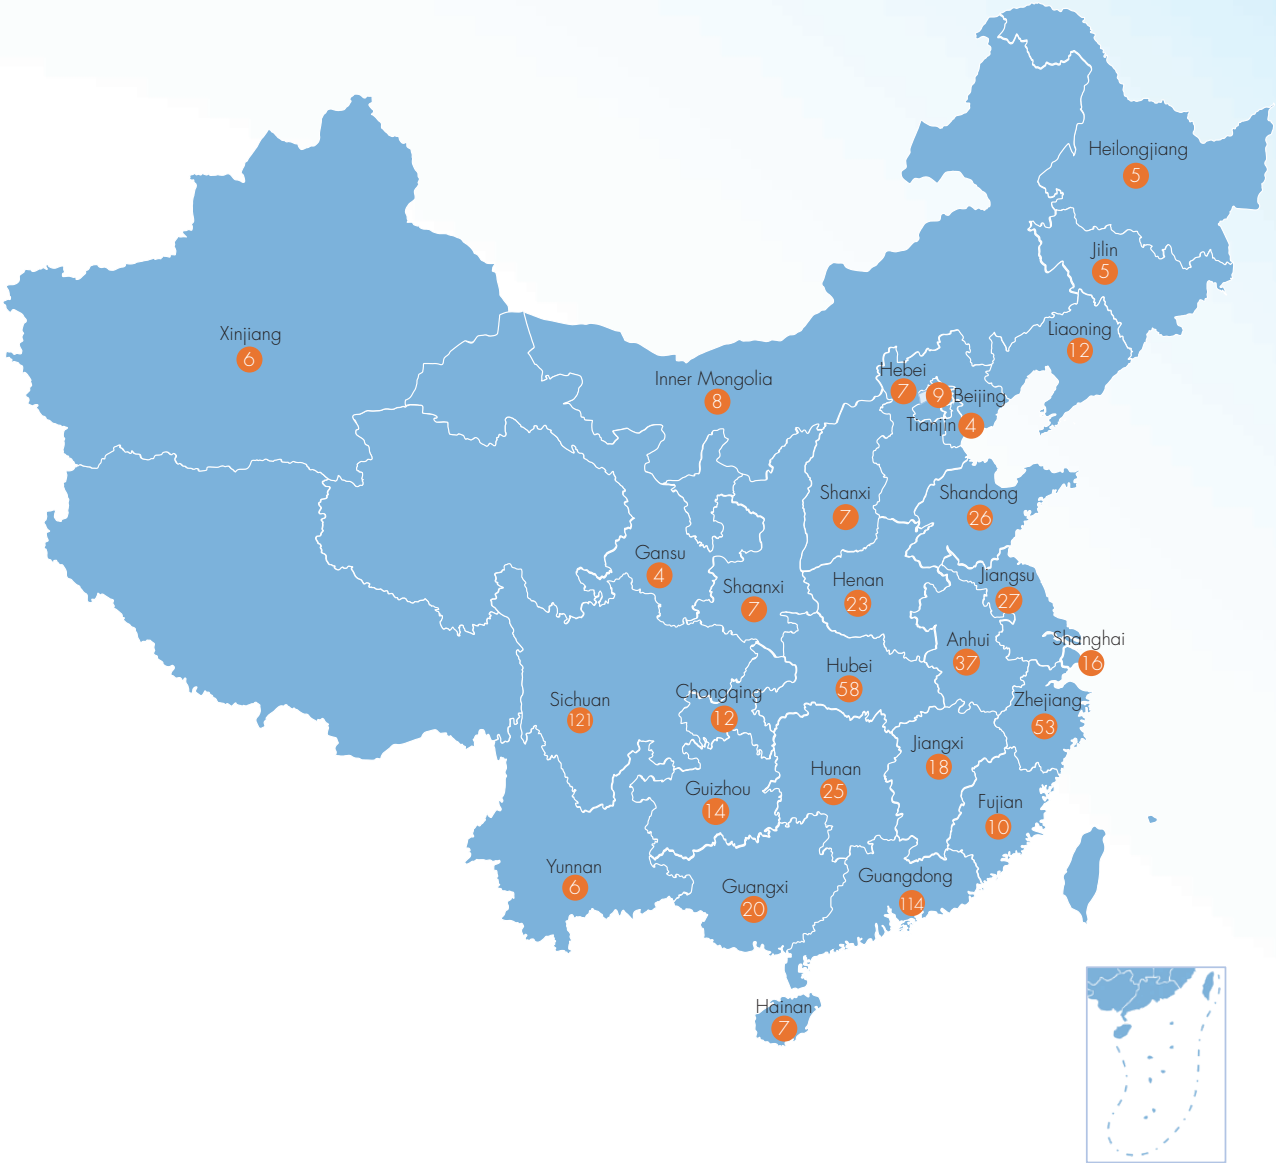 Heilongjiang
5
Jilin
5
Liaoning
12
Xinjiang
6
Inner Mongolia
8
Hebei
7
9 Beijing
Tianjin 4
Shanxi
7
Shandong
26
Gansu
4
Shaanxi
7
Henan
23
Jiangsu
27
Anhui
37
Shanghai
16
Hubei
58
Sichuan
121
Chongqing
12
Zhejiang
53
Jiangxi
18
Hunan
25
Guizhou
14
Fujian
10
Yunnan
6
Guangxi
20
Guangdong
114
Hainan
7